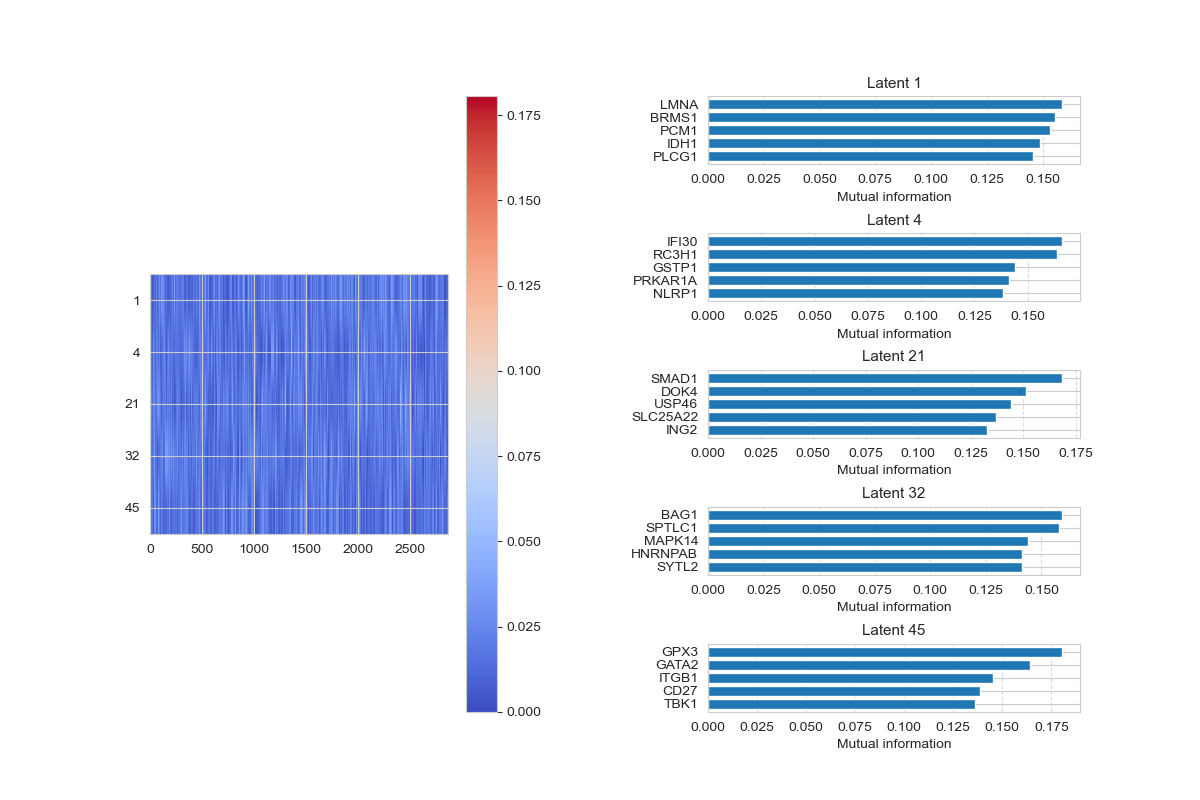 1
4
21
32
45
0 500 1000 1500 2000 2500
0.175
0.150
0.125
0.100
0.075
0.050
0.025
0.000
Latent 1
LMNA
BRMS1
PCM1
IDH1
PLCG1
0.000 0.025 0.050 0.075 0.100 0.125 0.150
Mutual information
Latent 4
IFI30
RC3H1
GSTP1
PRKAR1A
NLRP1
0.000 0.025 0.050 0.075 0.100 0.125 0.150
Mutual information
Latent 21
SMAD1
DOK4
USP46
SLC25A22
ING2
0.000 0.025 0.050 0.075 0.100 0.125 0.150 0.175
Mutual information
Latent 32
BAG1
SPTLC1
MAPK14
HNRNPAB
SYTL2
0.000 0.025 0.050 0.075 0.100 0.125 0.150
Mutual information
Latent 45
GPX3
GATA2
ITGB1
CD27
TBK1
0.000 0.025 0.050 0.075 0.100 0.125 0.150 0.175
Mutual information